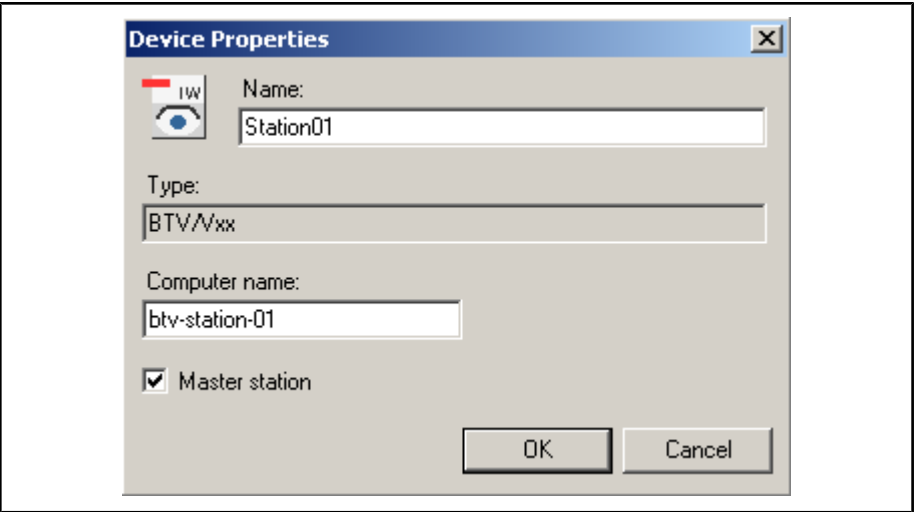 Device Properties
IW
Name:
Station01
Type:
BTV/Vxx
Computer name:
btv-station-01
Master station
OK Cancel